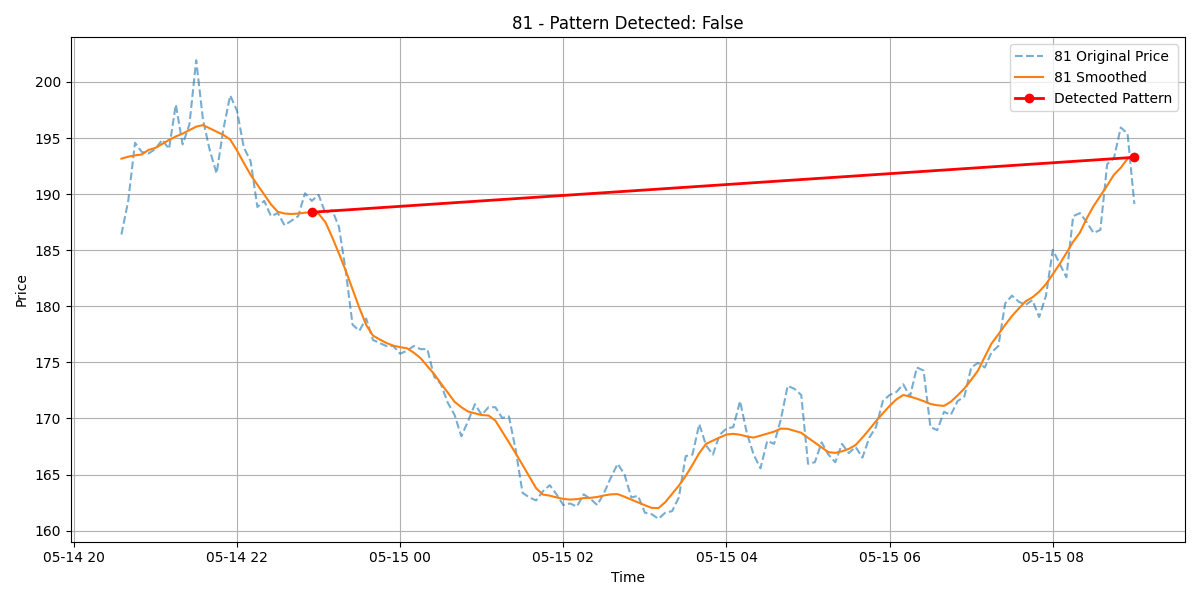 81 - Pattern Detected: False
81 Original Price
81 Smoothed
Detected Pattern
Price
200
195
190
185
180
175
170
165
160
05-14 20
05-14 22
05-15 00
05-15 02
05-15 04
05-15 06
05-15 08
Time